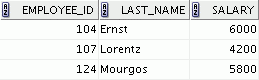 EMPLOYEE_ID LAST_NAME SALARY
104 Ernst 6000
107 Lorentz 4200
124 Mourgos 5800